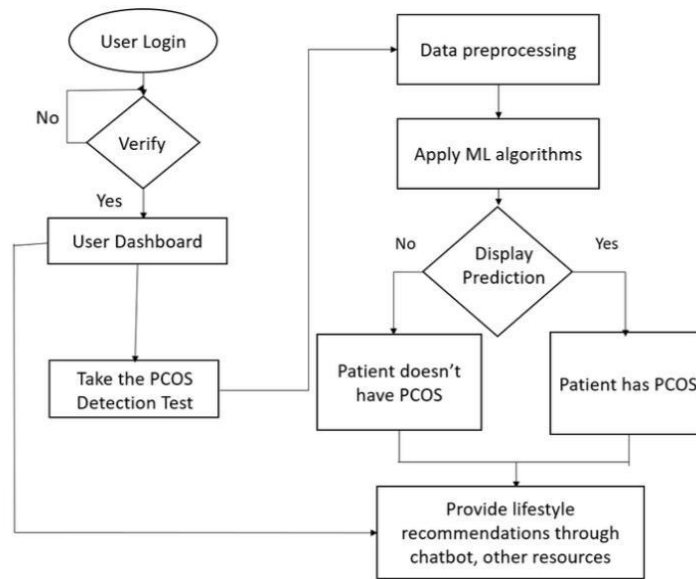 User Login
No
Verify
Yes
User Dashboard
Take the PCOS
Detection Test
Data preprocessing
Apply ML algorithms
No
Display
Prediction
Yes
Patient doesn’t
have PCOS
Patient has PCOS
Provide lifestyle
recommendations through
chatbot, other resources